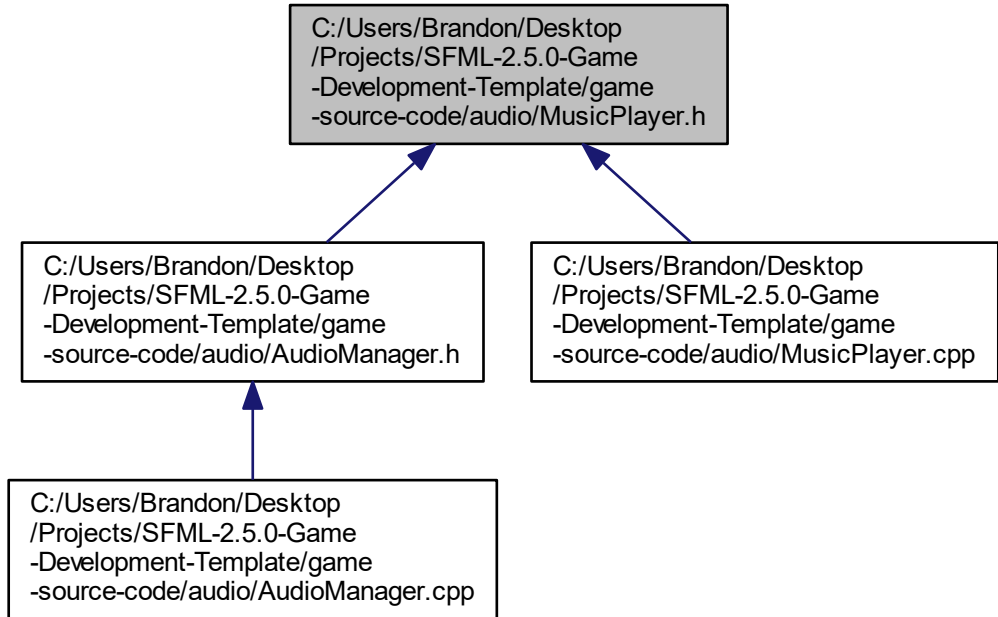 C:/Users/Brandon/Desktop
/Projects/SFML-2.5.0-Game
-Development-Template/game
-source-code/audio/MusicPlayer.h
C:/Users/Brandon/Desktop
/Projects/SFML-2.5.0-Game
-Development-Template/game
-source-code/audio/AudioManager.h
C:/Users/Brandon/Desktop
/Projects/SFML-2.5.0-Game
-Development-Template/game
-source-code/audio/MusicPlayer.cpp
C:/Users/Brandon/Desktop
/Projects/SFML-2.5.0-Game
-Development-Template/game
-source-code/audio/AudioManager.cpp